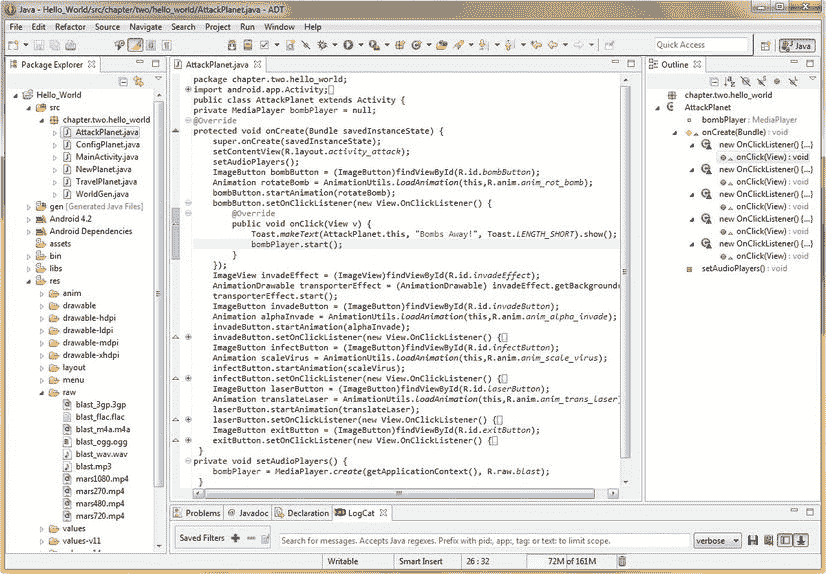 Java - Hello_World/src/chapter/two/hello_world/AttackPlanet.java - ADT
File Edit Refactor Source Navigate Search Project Run Window Help
Quick Access
Java
Package Explorer
Hello_World
src
chapter.two.hello_world
AttackPlanet.java
ConfigPlanet.java
MainActivity.java
NewPlanet.java
TravelPlanet.java
WorldGen.java
gen [Generated Java Files]
Android 4.2
Android Dependencies
assets
bin
libs
res
anim
drawable
drawable-hdpi
drawable-ldpi
drawable-mdpi
drawable-xhdpi
layout
menu
raw
blast_3gp.3gp
blast_flac.flac
blast_m4a.m4a
blast_ogg.ogg
blast_wav.wav
blast.mp3
mars1080.mp4
mars270.mp4
mars480.mp4
mars720.mp4
values
values-v11
AttackPlanet.java
package chapter.two.hello_world;
import android.app.Activity;
public class AttackPlanet extends Activity {
private MediaPlayer bombPlayer = null;
@Override
protected void onCreate(Bundle savedInstanceState) {
super.onCreate(savedInstanceState);
setContentView(R.layout.activity_attack);
setAudioPlayers();
ImageButton bombButton = (ImageButton)findViewById(R.id.bombButton);
Animation rotateBomb = AnimationUtils.loadAnimation(this,R.anim.anim_rot_bomb);
bombButton.startAnimation(rotateBomb);
bombButton.setOnClickListener(new View.OnClickListener() {
@Override
public void onClick(View v) {
Toast.makeText(AttackPlanet.this, "Bombs Away!", Toast.LENGTH_SHORT).show();
bombPlayer.start();
}
});
ImageView invadeEffect = (ImageView)findViewById(R.id.invadeEffect);
AnimationDrawable transporterEffect = (AnimationDrawable) invadeEffect.getBackground
transporterEffect.start();
ImageButton invadeButton = (ImageButton)findViewById(R.id.invadeButton);
Animation alphaInvade = AnimationUtils.loadAnimation(this,R.anim.anim_alpha_invade);
invadeButton.startAnimation(alphaInvade);
invadeButton.setOnClickListener(new View.OnClickListener() {
ImageButton infectButton = (ImageButton)findViewById(R.id.infectButton);
Animation scaleVirus = AnimationUtils.loadAnimation(this,R.anim.anim_scale_virus);
infectButton.startAnimation(scaleVirus);
infectButton.setOnClickListener(new View.OnClickListener() {
ImageButton laserButton = (ImageButton)findViewById(R.id.laserButton);
Animation translateLaser = AnimationUtils.loadAnimation(this,R.anim.anim_trans_laser)
laserButton.startAnimation(translateLaser);
laserButton.setOnClickListener(new View.OnClickListener() {
ImageButton exitButton = (ImageButton)findViewById(R.id.exitButton);
exitButton.setOnClickListener(new View.OnClickListener() {
}
private void setAudioPlayers() {
bombPlayer = MediaPlayer.create(getApplicationContext(), R.raw.blast);
}
Outline
chapter.two.hello_world
AttackPlanet
bombPlayer : MediaPlayer
onCreate(Bundle) : void
new OnClickListener() {...}
onClick(View) : void
new OnClickListener() {...}
onClick(View) : void
new OnClickListener() {...}
onClick(View) : void
new OnClickListener() {...}
onClick(View) : void
new OnClickListener() {...}
onClick(View) : void
setAudioPlayers() : void
Problems @ Javadoc Declaration LogCat
Saved Filters
Search for messages. Accepts Java regexes. Prefix with pid:, app:, tag: or text: to limit scope.
verbose
Writable Smart Insert 26 : 32 72M of 161M